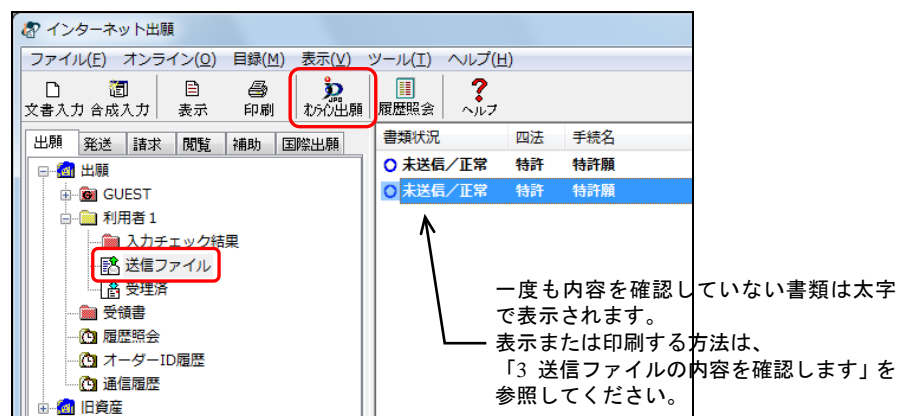 インターネット出願
ファイル(F) オンライン(O) 目録(M) 表示(V) ツール(T) ヘルプ(H)
文書入力 合成入力 表示 印刷 オンライン出願 履歴照会 ヘルプ
出願 発送 請求 閲覧 補助 国際出願
出願
GUEST
利用者1
入力チェック結果
送信ファイル
受理済
受領書
履歴照会
オーダーID履歴
通信履歴
旧資産
書類状況 四法 手続名
未送信/正常 特許 特許願
未送信/正常 特許 特許願
一度も内容を確認していない書類は太字
で表示されます。
表示または印刷する方法は、
「3 送信ファイルの内容を確認します」を
参照してください。